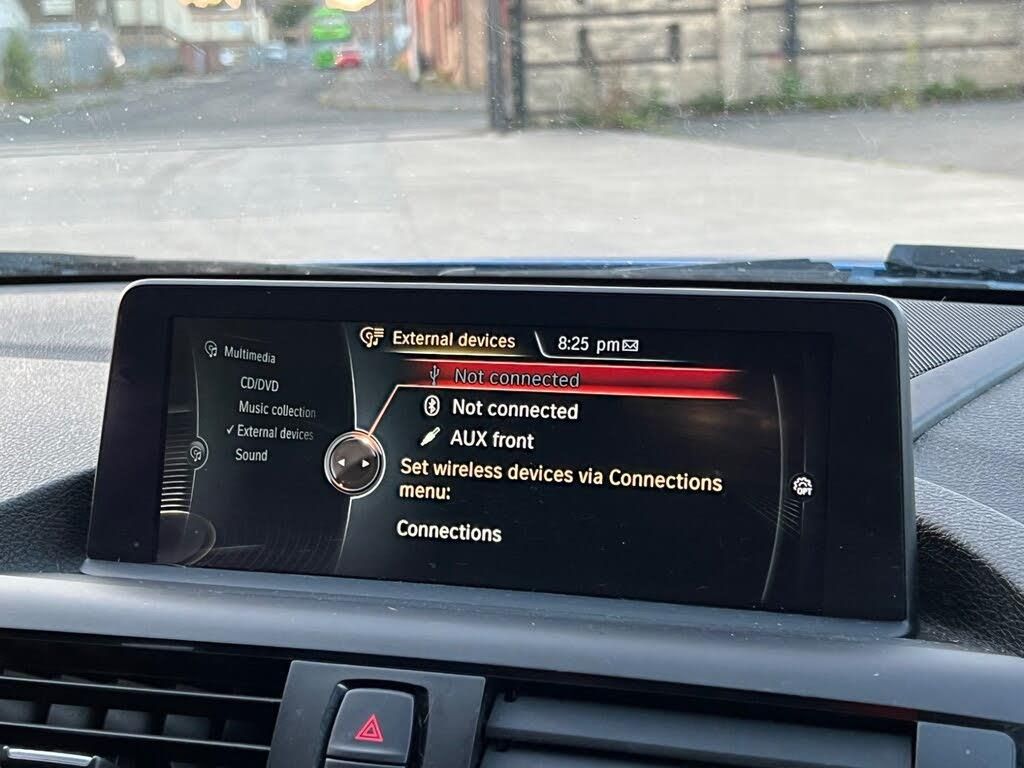 External devices
8:25 pm
Multimedia
CD/DVD
Music collection
External devices
Sound
Not connected
Not connected
AUX front
Set wireless devices via Connections
menu:
Connections
OPT